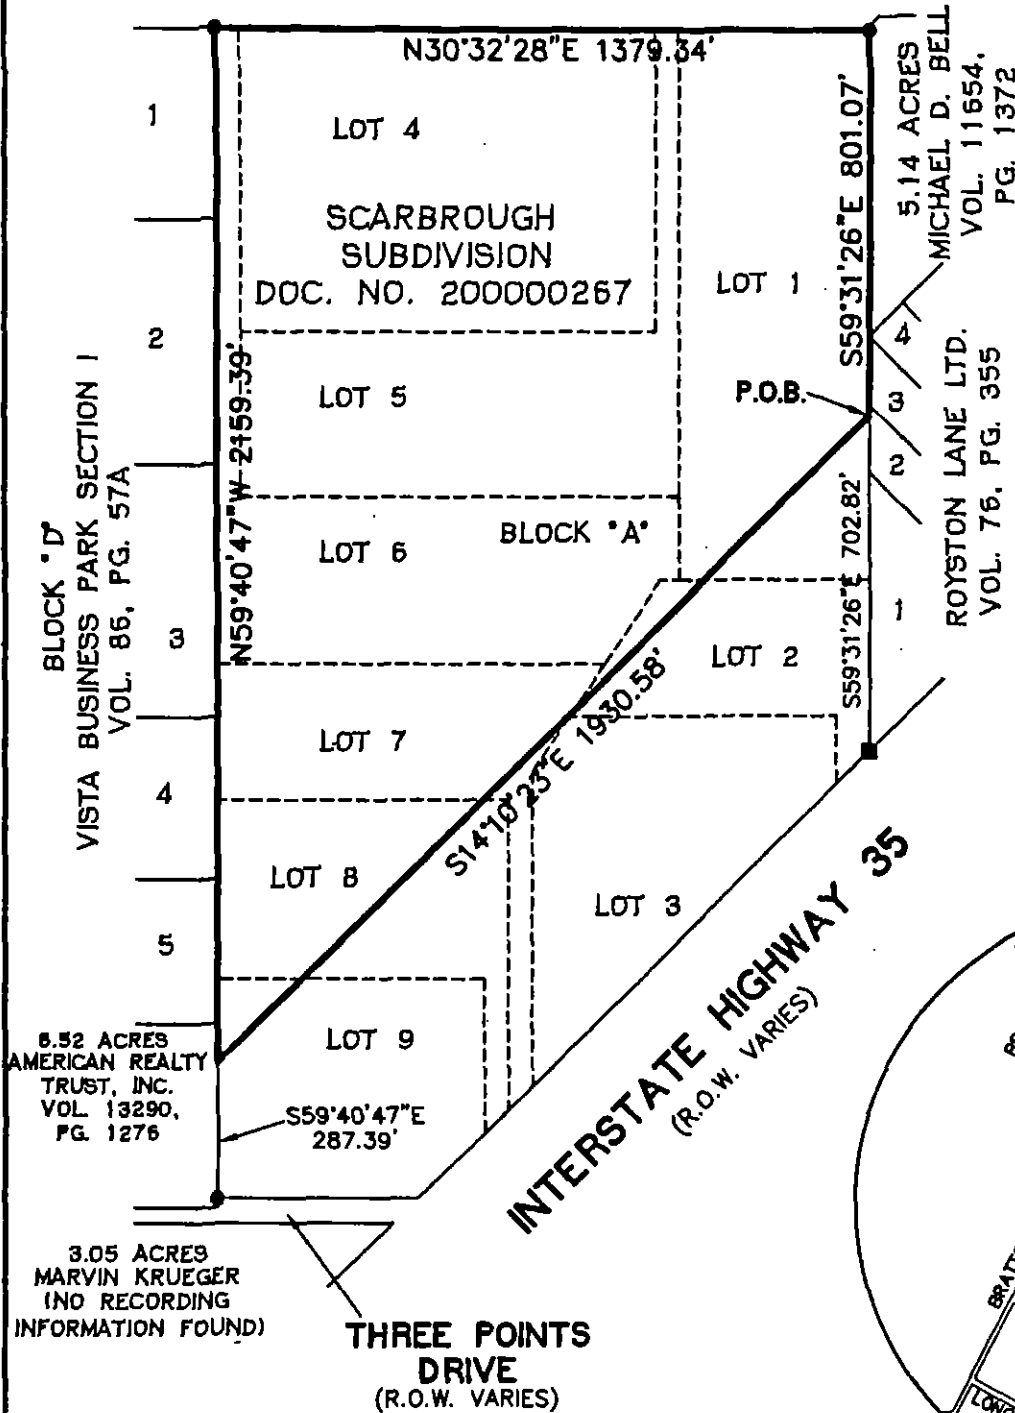 N30°32'28"E 1379.34'
1
LOT 4
SCARBROUGH
SUBDIVISION
DOC. NO. 200000267
LOT 1
S59°31'26"E 801.07'
5.14 ACRES
MICHAEL D. BELL
VOL. 11654,
PG. 1372
2
N59°40'47"W 2159.39'
LOT 5
P.O.B.
4
3
2
1
ROYSTON LANE LTD.
VOL. 76, PG. 355
BLOCK "D"
VISTA BUSINESS PARK SECTION 1
VOL. 86, PG. 57A
LOT 6
BLOCK "A"
S59°31'26"E 702.82'
3
LOT 2
LOT 7
S14°10'23"E 1930.58'
4
LOT 8
LOT 3
5
INTERSTATE HIGHWAY 35
(R.O.W. VARIES)
LOT 9
6.52 ACRES
AMERICAN REALTY
TRUST, INC.
VOL. 13290,
PG. 1276
S59°40'47"E
287.39'
3.05 ACRES
MARVIN KRUEGER
(NO RECORDING
INFORMATION FOUND)
THREE POINTS
DRIVE
(R.O.W. VARIES)